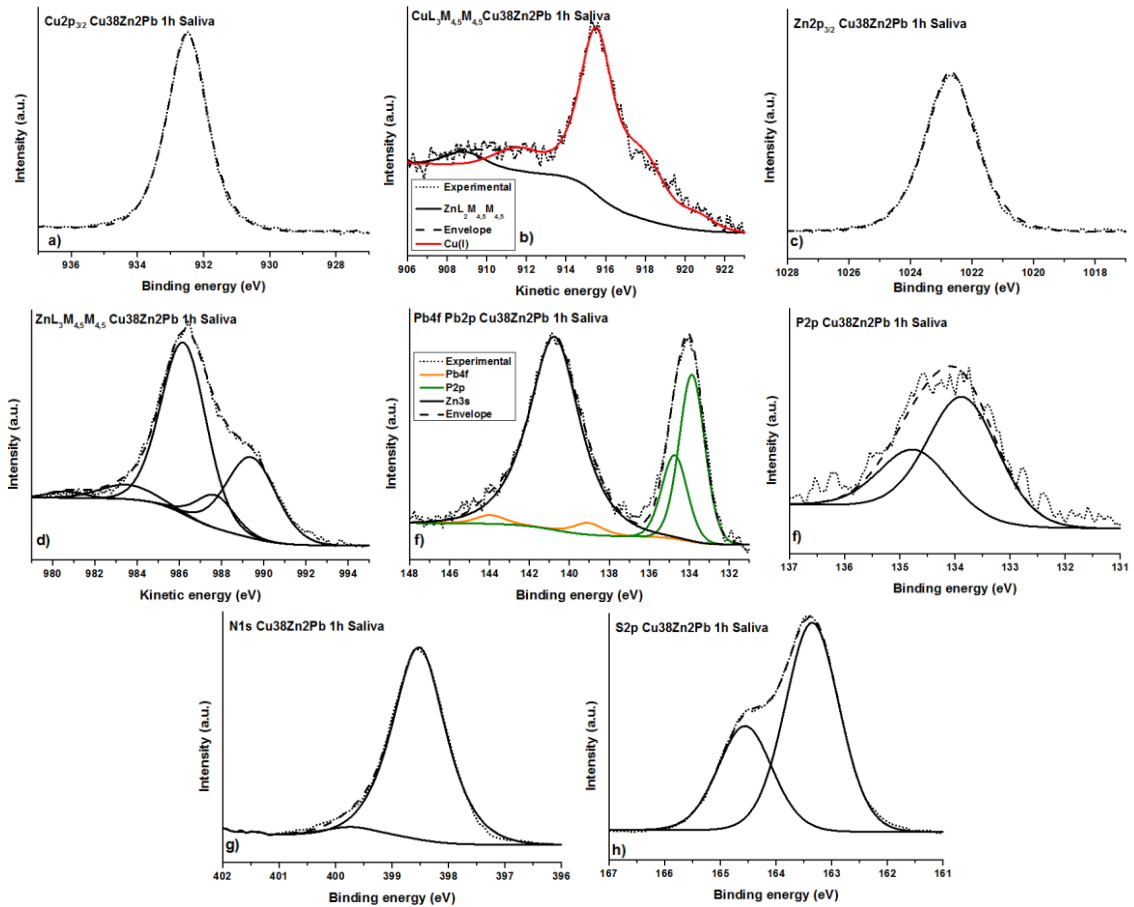 Cu2p3/2 Cu38Zn2Pb 1h Saliva
Intensity (a.u.)
a)
936 934 932 930 928
Binding energy (eV)
CuL3M4,5M4,5Cu38Zn2Pb 1h Saliva
Intensity (a.u.)
Experimental
ZnL2M4,5M4,5
Envelope
Cu(I)
b)
906 908 910 912 914 916 918 920 922
Kinetic energy (eV)
Zn2p3/2 Cu38Zn2Pb 1h Saliva
Intensity (a.u.)
c)
1028 1026 1024 1022 1020 1018
Binding energy (eV)
ZnL3M4,5M4,5 Cu38Zn2Pb 1h Saliva
Intensity (a.u.)
d)
980 982 984 986 988 990 992 994
Kinetic energy (eV)
Pb4f Pb2p Cu38Zn2Pb 1h Saliva
Intensity (a.u.)
Experimental
Pb4f
P2p
Zn3s
Envelope
f)
148 146 144 142 140 138 136 134 132
Binding energy (eV)
P2p Cu38Zn2Pb 1h Saliva
Intensity (a.u.)
f)
137 136 135 134 133 132 131
Binding energy (eV)
N1s Cu38Zn2Pb 1h Saliva
Intensity (a.u.)
g)
402 401 400 399 398 397 396
Binding energy (eV)
S2p Cu38Zn2Pb 1h Saliva
Intensity (a.u.)
h)
167 166 165 164 163 162 161
Binding energy (eV)